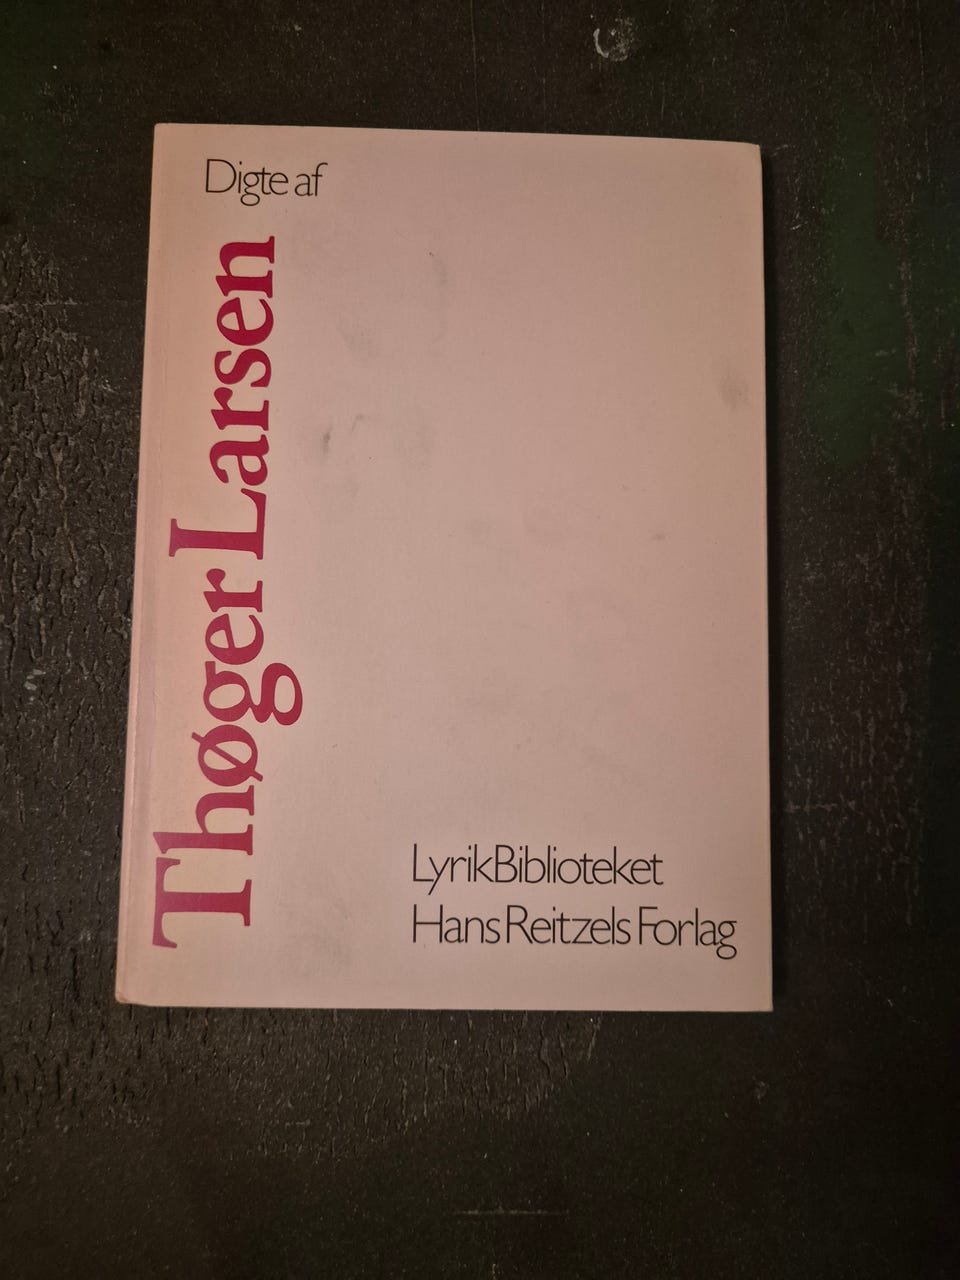 Digte af
Thøger Larsen
LyrikBiblioteket
Hans Reitzels Forlag